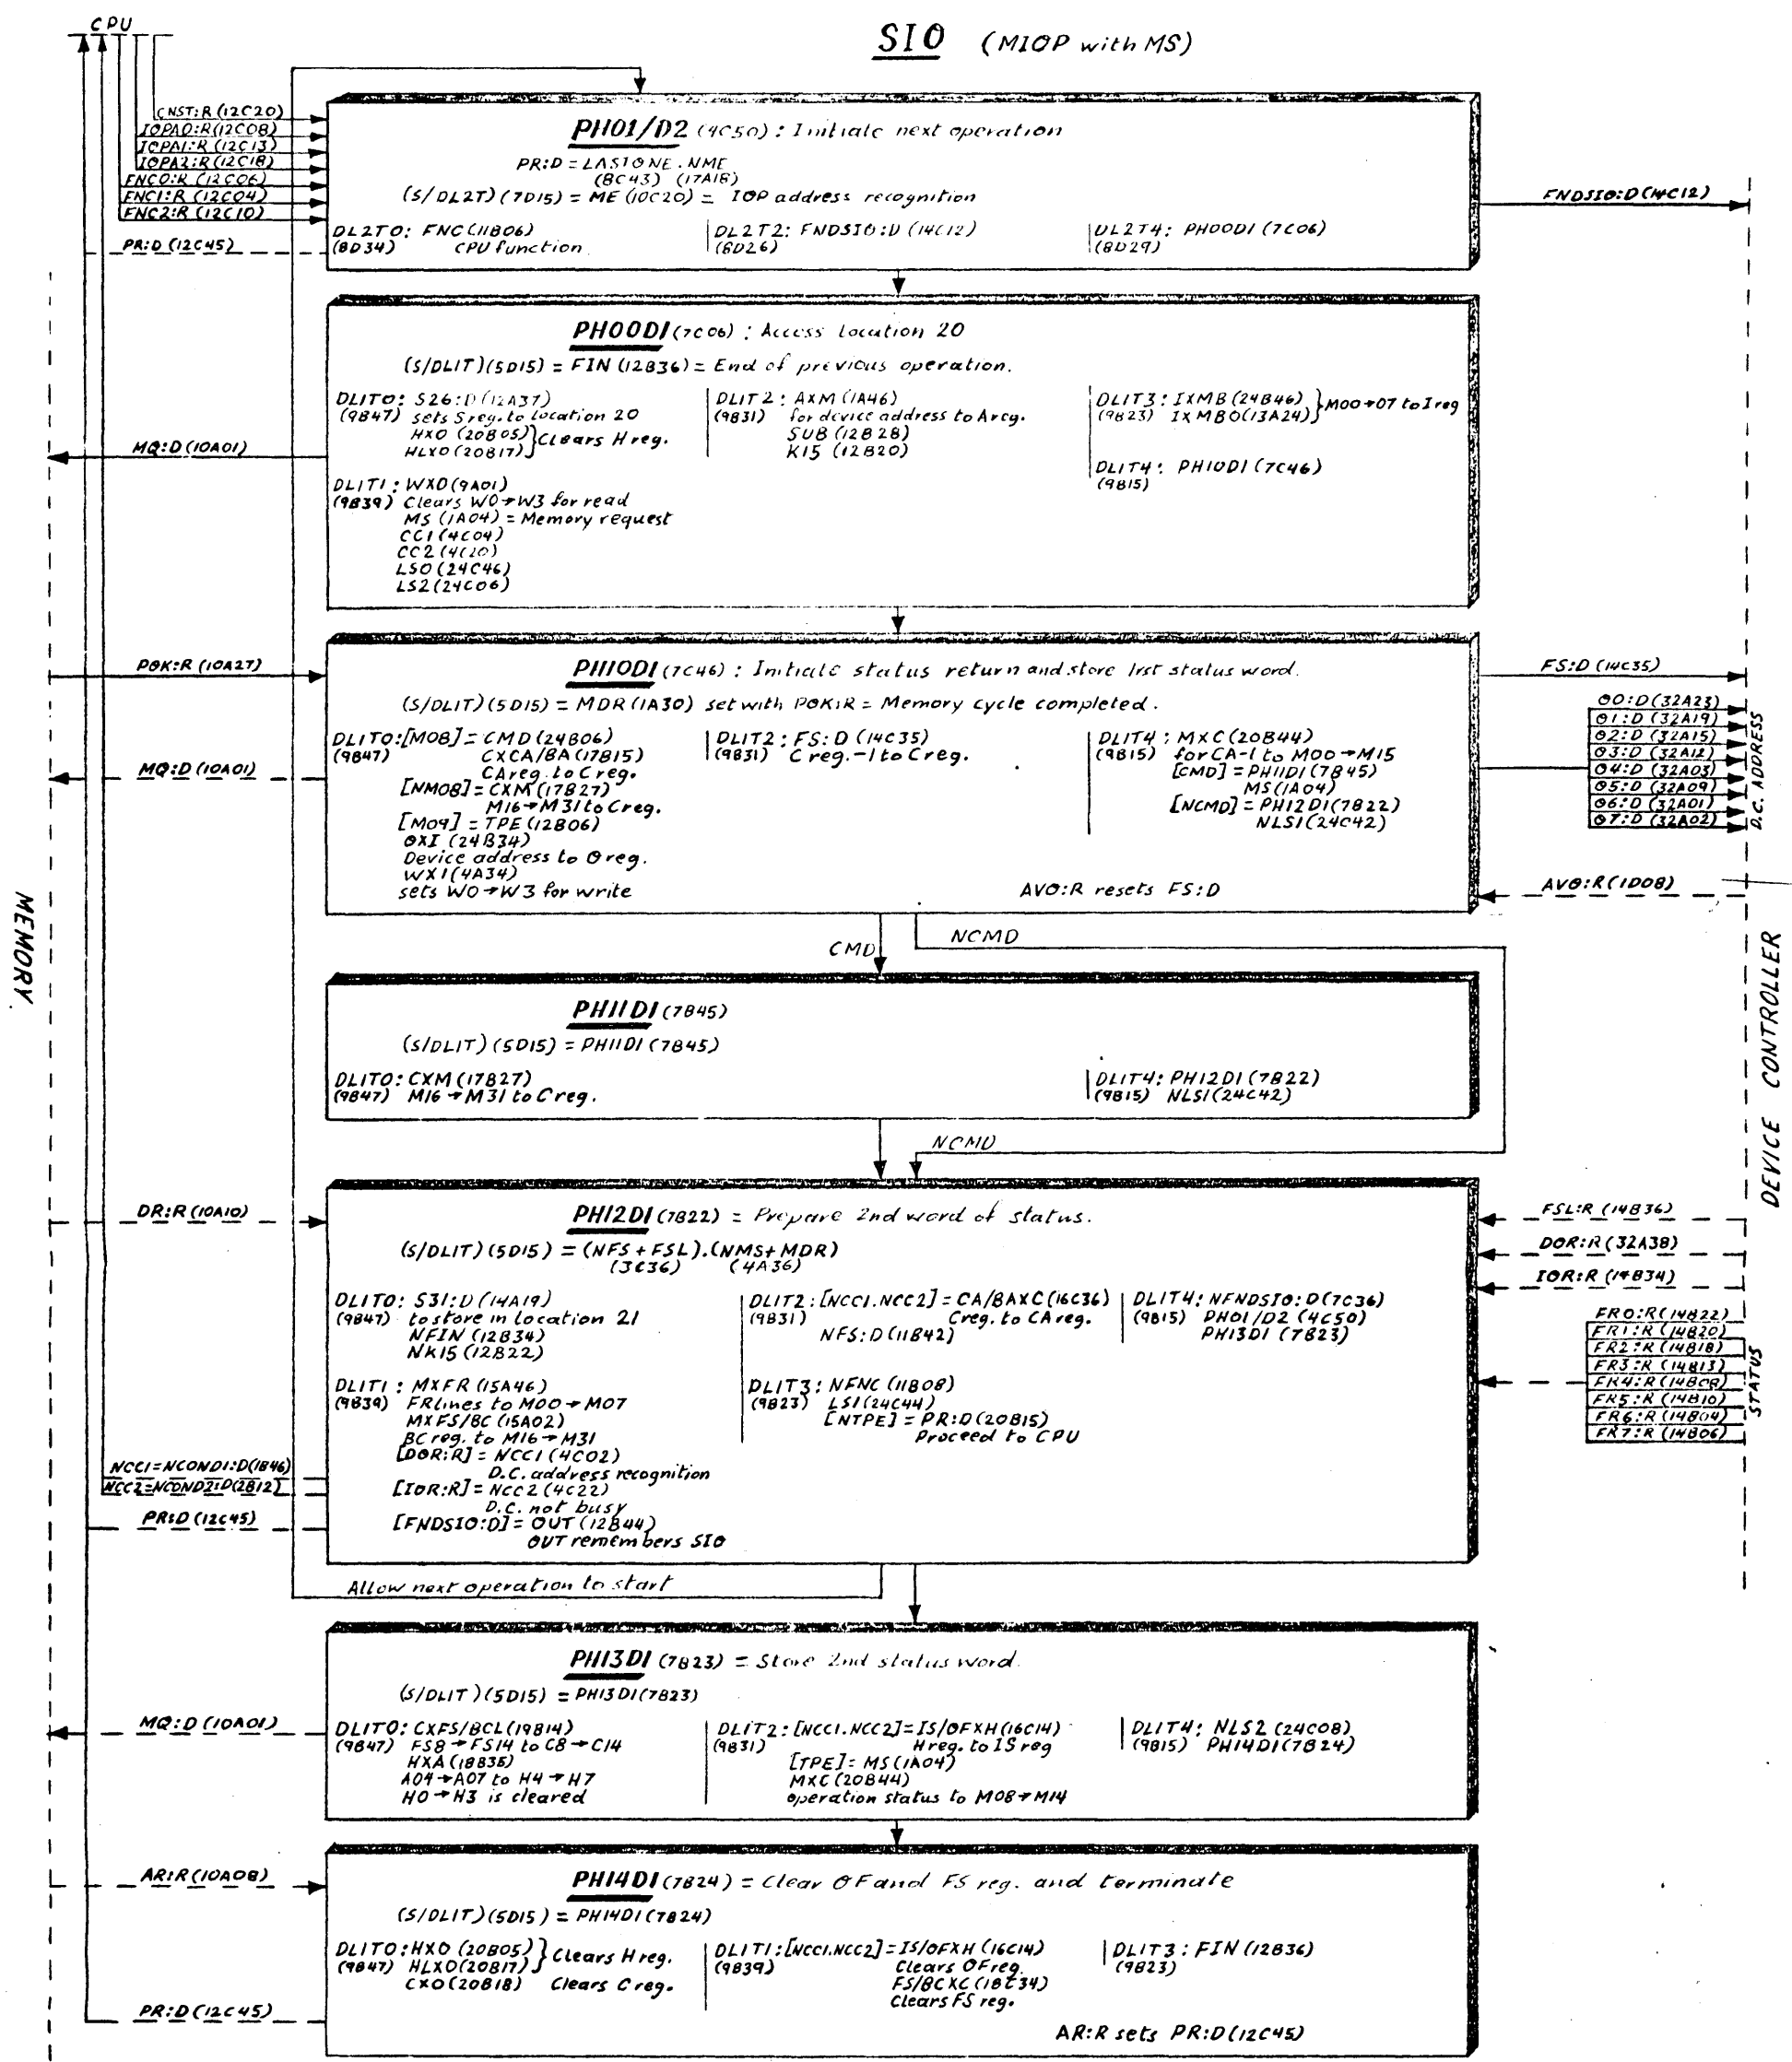 CPU
SIO (MIOP with MS)
CNST:R (12C20)
IOPA0:R (12C08)
IOPA1:R (12C13)
IOPA2:R (12C18)
FNC0:R (12C06)
FNC1:R (12C04)
FNC2:R (12C10)
PR:D (12C45)
PH01/D2 (4C50) : Initiate next operation
PR:D = LASTONE . NME
(8C43) (17A18)
(S/DL2T) (7D15) = ME (10C20) = IOP address recognition
DL2T0: FNC (11B06)
(8D34) CPU function
DL2T2: FNDSIO:D (14C12)
(8D26)
DL2T4: PH00D1 (7C06)
(8D29)
FNDSIO:D (14C12)
PH00D1 (7C06) : Access Location 20
(S/DL1T) (5D15) = FIN (12B36) = End of previous operation.
DL1T0: S26:D (12A37)
(9B47) sets S reg. to location 20
HX0 (20B05) } Clears H reg.
HLX0 (20B17)
DL1T1: WX0 (9A01)
(9B39) Clears W0→W3 for read
MS (1A04) = Memory request
CC1 (4C04)
CC2 (4C20)
LS0 (24C46)
LS2 (24C06)
DL1T2: AXM (1A46)
(9B31) for device address to A reg.
SUB (12B28)
K15 (12B20)
DL1T3: IXMB (24B46) } M00→07 to I reg
(9B23) IXMB0 (13A24)
DL1T4: PH10D1 (7C46)
(9B15)
MQ:D (10A01)
POK:R (10A27)
PH10D1 (7C46) : Initiate status return and store 1rst status word.
(S/DL1T) (5D15) = MDR (1A30) set with POK:R = Memory cycle completed.
DL1T0: [M08] = CMD (24B06)
(9B47) CXCA/BA (17B15)
CA reg. to C reg.
[NM08] = CXM (17B27)
M16→M31 to C reg.
[M09] = TPE (12B06)
OXI (24B34)
Device address to O reg.
WX1 (4A34)
sets W0→W3 for write
DL1T2: FS:D (14C35)
(9B31) C reg.-1 to C reg.
DL1T4: MXC (20B44)
(9B15) for CA-1 to M00→M15
[CMD] = PH11D1 (7B45)
MS (1A04)
[NCMD] = PH12D1 (7B22)
NLS1 (24C42)
AVO:R resets FS:D
MQ:D (10A01)
FS:D (14C35)
O0:D (32A23)
O1:D (32A19)
O2:D (32A15)
O3:D (32A12)
O4:D (32A03)
O5:D (32A09)
O6:D (32A01)
O7:D (32A02)
D.C. ADDRESS
AVO:R (1D08)
MEMORY
DEVICE CONTROLLER
CMD
NCMD
PH11D1 (7B45)
(S/DL1T) (5D15) = PH11D1 (7B45)
DL1T0: CXM (17B27)
(9B47) M16→M31 to C reg.
DL1T4: PH12D1 (7B22)
(9B15) NLS1 (24C42)
NCMD
DR:R (10A10)
PH12D1 (7B22) = Prepare 2nd word of status.
(S/DL1T) (5D15) = (NFS + FSL).(NMS + MDR)
(3C36) (4A36)
DL1T0: S31:D (14A19)
(9B47) to store in location 21
NFIN (12B34)
NK15 (12B22)
DL1T1: MXFR (15A46)
(9B39) FR lines to M00→M07
MXFS/BC (15A02)
BC reg. to M16→M31
[DOR:R] = NCC1 (4C02)
D.C. address recognition
[IOR:R] = NCC2 (4C22)
D.C. not busy
[FNDSIO:D] = OUT (12B44)
OUT remembers SIO
DL1T2: [NCC1.NCC2] = CA/BAXC (16C36)
(9B31) C reg. to CA reg.
NFS:D (11B42)
DL1T3: NFNC (11B08)
(9B23) LS1 (24C44)
[NTPE] = PR:D (20B15)
Proceed to CPU
DL1T4: NFNDSIO:D (7C36)
(9B15) PH01/D2 (4C50)
PH13D1 (7B23)
FSL:R (14B36)
DOR:R (32A38)
IOR:R (14B34)
FR0:R (14B22)
FR1:R (14B20)
FR2:R (14B18)
FR3:R (14B13)
FR4:R (14B08)
FR5:R (14B10)
FR6:R (14B04)
FR7:R (14B06)
STATUS
NCC1=NCOND1:D (1B46)
NCC2=NCOND2:D (2B12)
PR:D (12C45)
Allow next operation to start
PH13D1 (7B23) = Store 2nd status word.
(S/DL1T) (5D15) = PH13D1 (7B23)
DL1T0: CXFS/BCL (19B14)
(9B47) FS8→FS14 to C8→C14
HXA (18B35)
A04→A07 to H4→H7
H0→H3 is cleared
DL1T2: [NCC1.NCC2] = IS/OFXH (16C14)
(9B31) H reg. to IS reg
[TPE] = MS (1A04)
MXC (20B44)
operation status to M08→M14
DL1T4: NLS2 (24C08)
(9B15) PH14D1 (7B24)
MQ:D (10A01)
AR:R (10A08)
PH14D1 (7B24) = Clear OF and FS reg. and terminate
(S/DL1T) (5D15) = PH14D1 (7B24)
DL1T0: HX0 (20B05) } Clears H reg.
(9B47) HLX0 (20B17)
CX0 (20B18) Clears C reg.
DL1T1: [NCC1.NCC2] = IS/OFXH (16C14)
(9B39) Clears OF reg.
FS/BCXC (18C34)
Clears FS reg.
DL1T3: FIN (12B36)
(9B23)
AR:R sets PR:D (12C45)
PR:D (12C45)